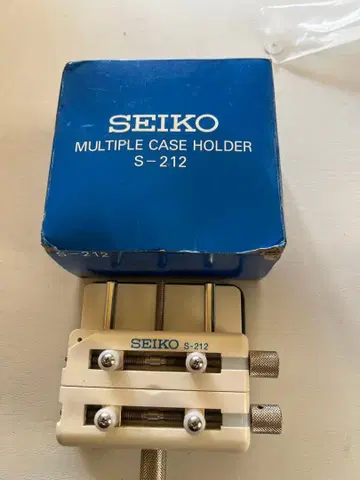 SEIKO
MULTIPLE CASE HOLDER
S-212
S-212
SEIKO S-212